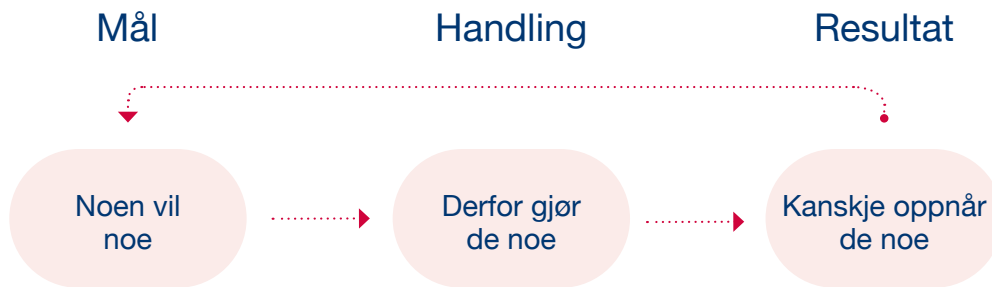 Mål
Handling
Resultat
Noen vil
noe
Derfor gjør
de noe
Kanskje oppnår
de noe